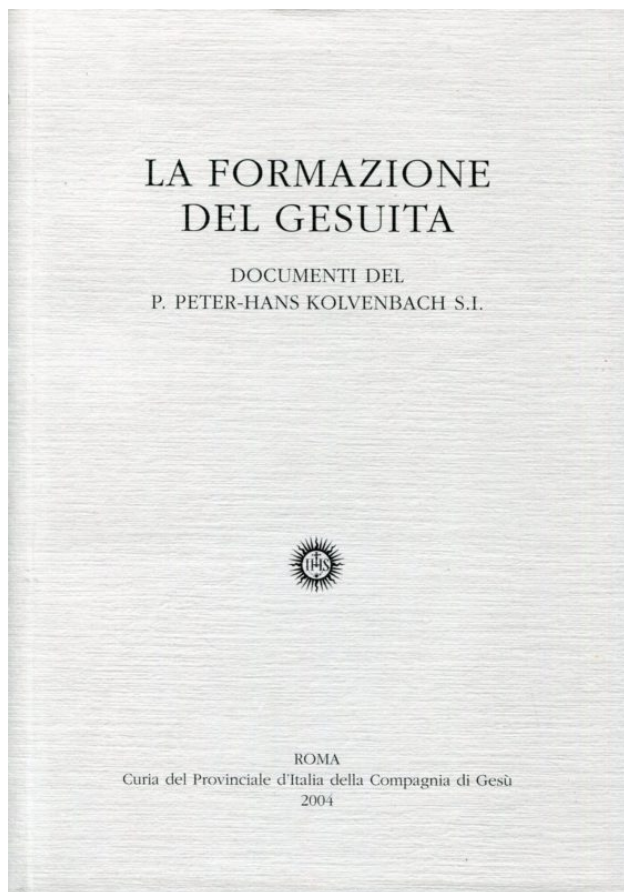 LA FORMAZIONE
DEL GESUITA
DOCUMENTI DEL
P. PETER-HANS KOLVENBACH S.I.
IHS
ROMA
Curia del Provinciale d'Italia della Compagnia di Gesù
2004